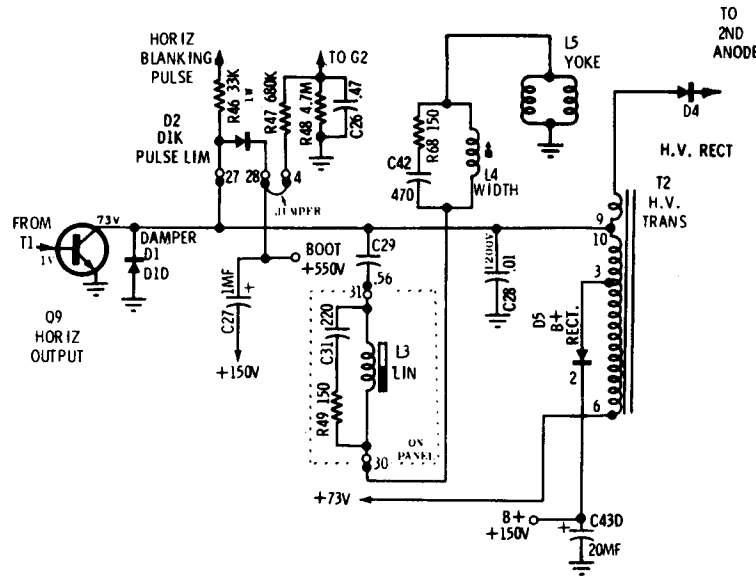 TO
2ND
ANODE
HORIZ
BLANKING
PULSE
TO G2
L5
YOKE
R46 33K
1W
R47 680K
R48 4.7M
.47
C26
D2
D1K
PULSE LIM
R68 150
C42
470
L4
WIDTH
D4
H.V. RECT
T2
H.V.
TRANS
27
28
4
JUMPER
FROM
T1
1V
73V
DAMPER
D1
D1D
BOOT
+550V
C29
.56
1200V
.01
C28
9
10
3
D5
B+
RECT.
2
6
Q9
HORIZ
OUTPUT
1MF
+
C27
+150V
31
220
C31
L3
LIN
R49 150
ON
PANEL
30
+73V
B+
+150V
+
C43D
20MF